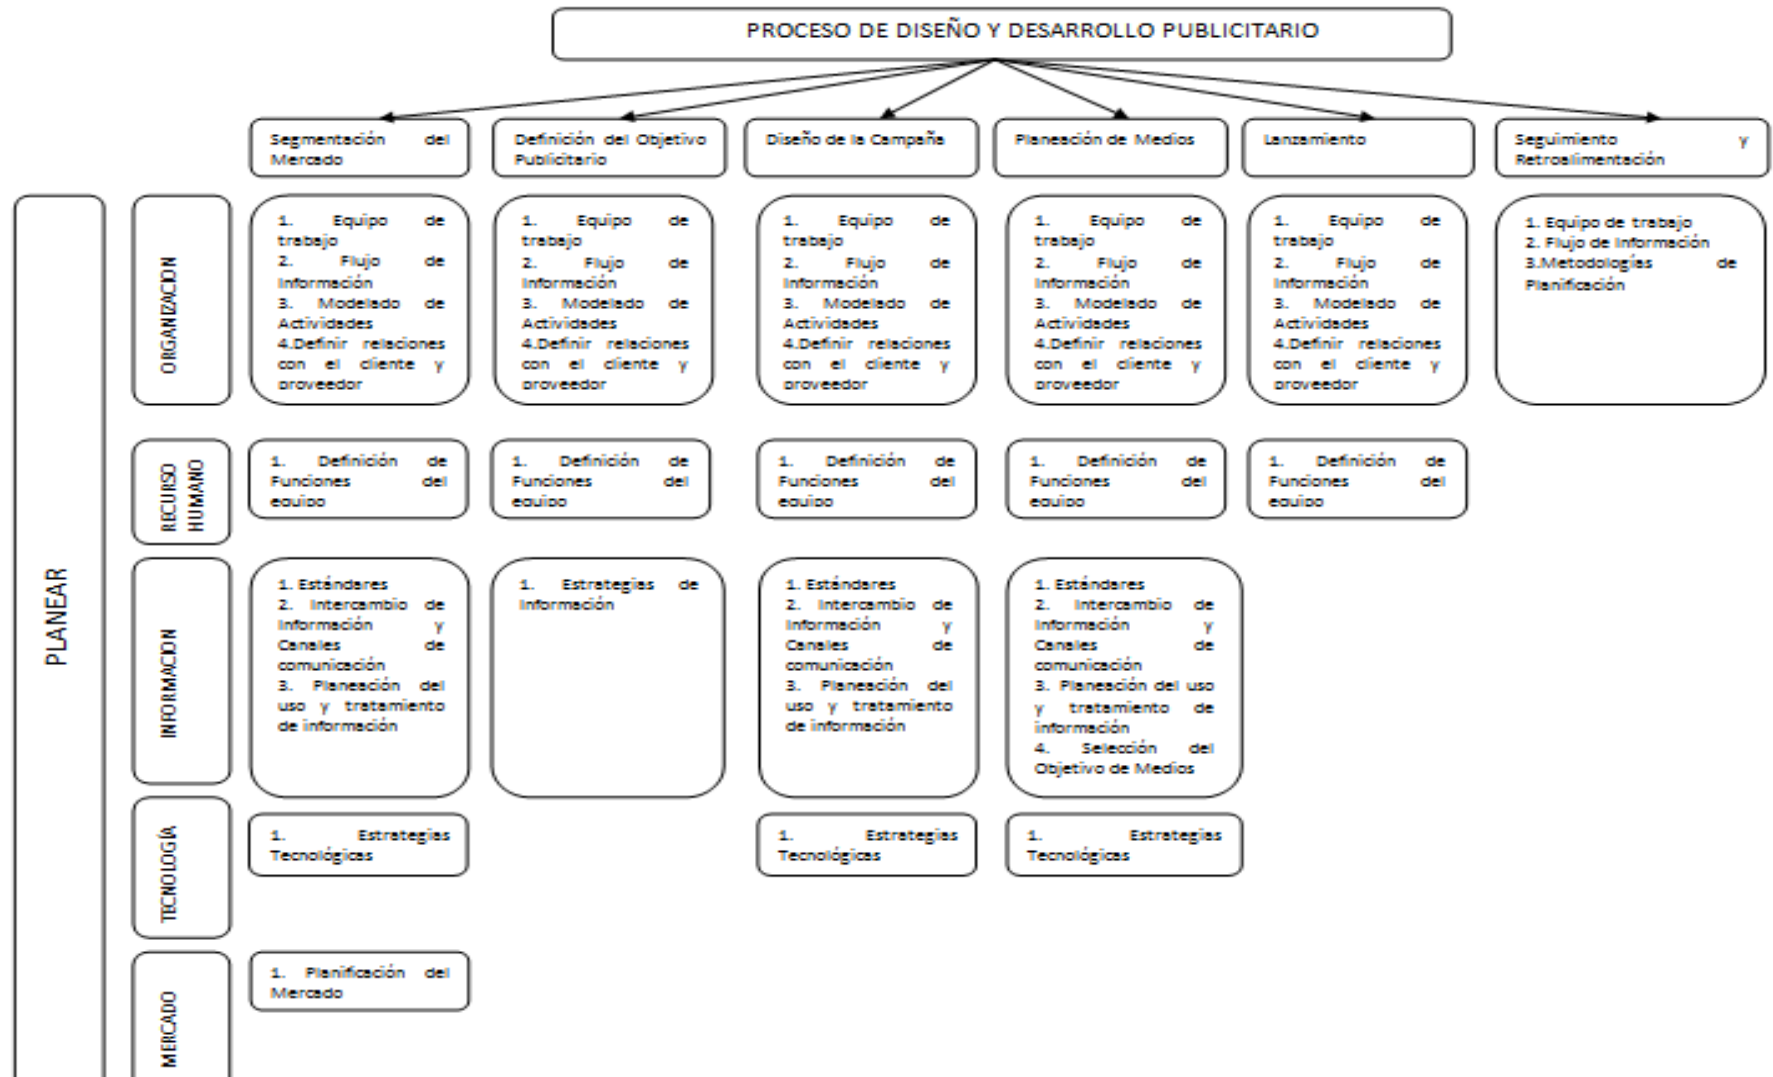 PROCESO DE DISEÑO Y DESARROLLO PUBLICITARIO
Segmentación del
Mercado
Definición del Objetivo
Publicitario
Diseño de la Campaña
Planeación de Medios
Lanzamiento
Seguimiento y
Retroalimentación
PLANEAR
ORGANIZACION
1. Equipo de
trabajo
2. Flujo de
Información
3. Modelado de
Actividades
4.Definir relaciones
con el cliente y
proveedor
1. Equipo de
trabajo
2. Flujo de
Información
3. Modelado de
Actividades
4.Definir relaciones
con el cliente y
proveedor
1. Equipo de
trabajo
2. Flujo de
Información
3. Modelado de
Actividades
4.Definir relaciones
con el cliente y
proveedor
1. Equipo de
trabajo
2. Flujo de
Información
3. Modelado de
Actividades
4.Definir relaciones
con el cliente y
proveedor
1. Equipo de
trabajo
2. Flujo de
Información
3. Modelado de
Actividades
4.Definir relaciones
con el cliente y
proveedor
1. Equipo de trabajo
2. Flujo de Información
3.Metodologías de
Planificación
RECURSO
HUMANO
1. Definición de
Funciones del
equipo
1. Definición de
Funciones del
equipo
1. Definición de
Funciones del
equipo
1. Definición de
Funciones del
equipo
1. Definición de
Funciones del
equipo
INFORMACION
1. Estándares
2. Intercambio de
Información y
Canales de
comunicación
3. Planeación del
uso y tratamiento
de información
1. Estrategias de
Información
1. Estándares
2. Intercambio de
Información y
Canales de
comunicación
3. Planeación del
uso y tratamiento
de información
1. Estándares
2. Intercambio de
Información y
Canales de
comunicación
3. Planeación del uso
y tratamiento de
información
4. Selección del
Objetivo de Medios
TECNOLOGÍA
1. Estrategias
Tecnológicas
1. Estrategias
Tecnológicas
1. Estrategias
Tecnológicas
MERCADO
1. Planificación del
Mercado